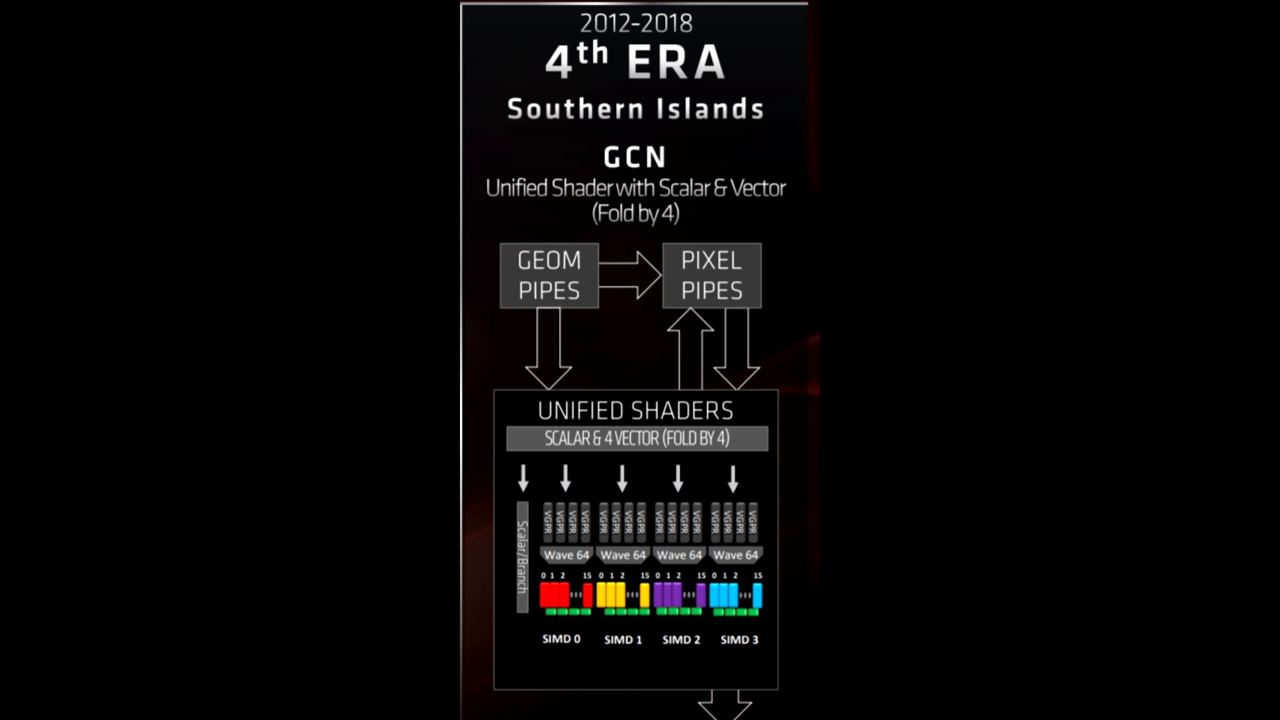 2012-2018
4th ERA
Southern Islands
GCN
Unified Shader with Scalar & Vector
(Fold by 4)
GEOM PIPES
PIXEL PIPES
UNIFIED SHADERS
SCALAR & 4 VECTOR (FOLD BY 4)
Scalar/Branch
VGPR VGPR VGPR VGPR VGPR VGPR VGPR VGPR VGPR VGPR VGPR VGPR VGPR VGPR VGPR VGPR
Wave 64 Wave 64 Wave 64 Wave 64
0 1 2 15 0 1 2 15 0 1 2 15 0 1 2 15
SIMD 0 SIMD 1 SIMD 2 SIMD 3